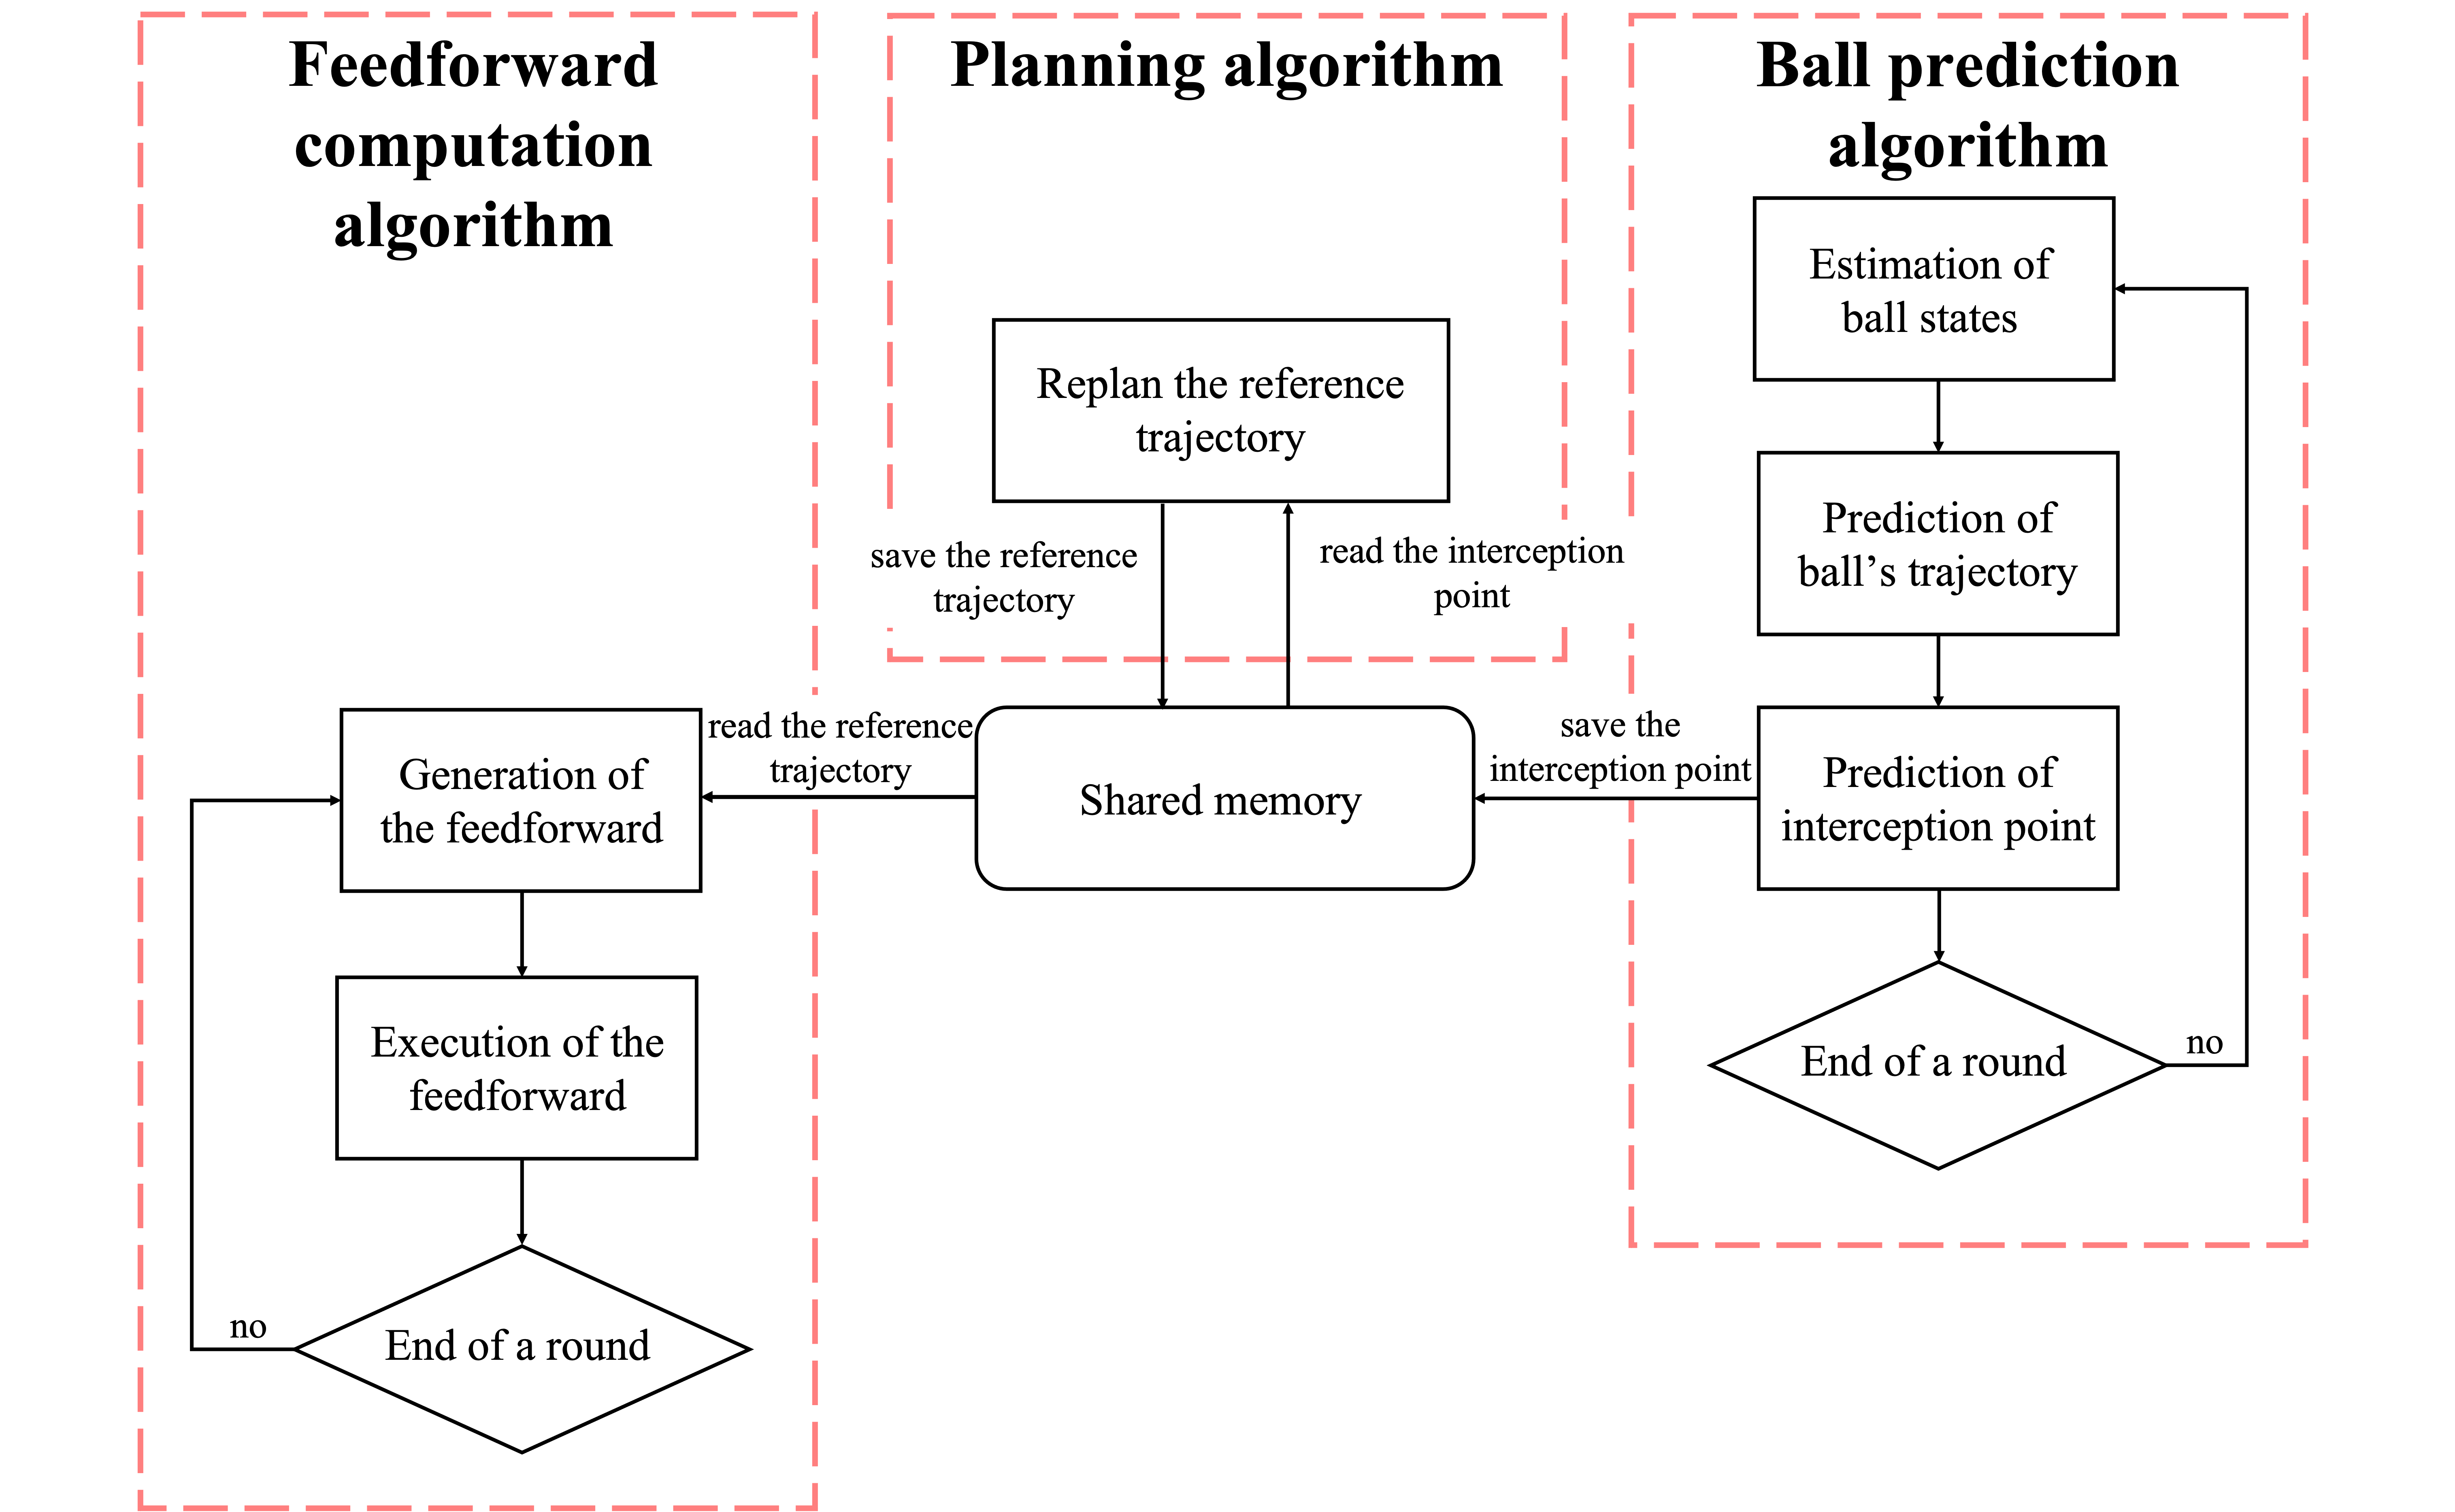 Feedforward
computation
algorithm
Planning algorithm
Ball prediction
algorithm
Estimation of
ball states
Replan the reference
trajectory
Prediction of
ball’s trajectory
save the reference
trajectory
read the interception
point
read the reference
trajectory
save the
interception point
Generation of
the feedforward
Shared memory
Prediction of
interception point
Execution of the
feedforward
End of a round
no
End of a round
no